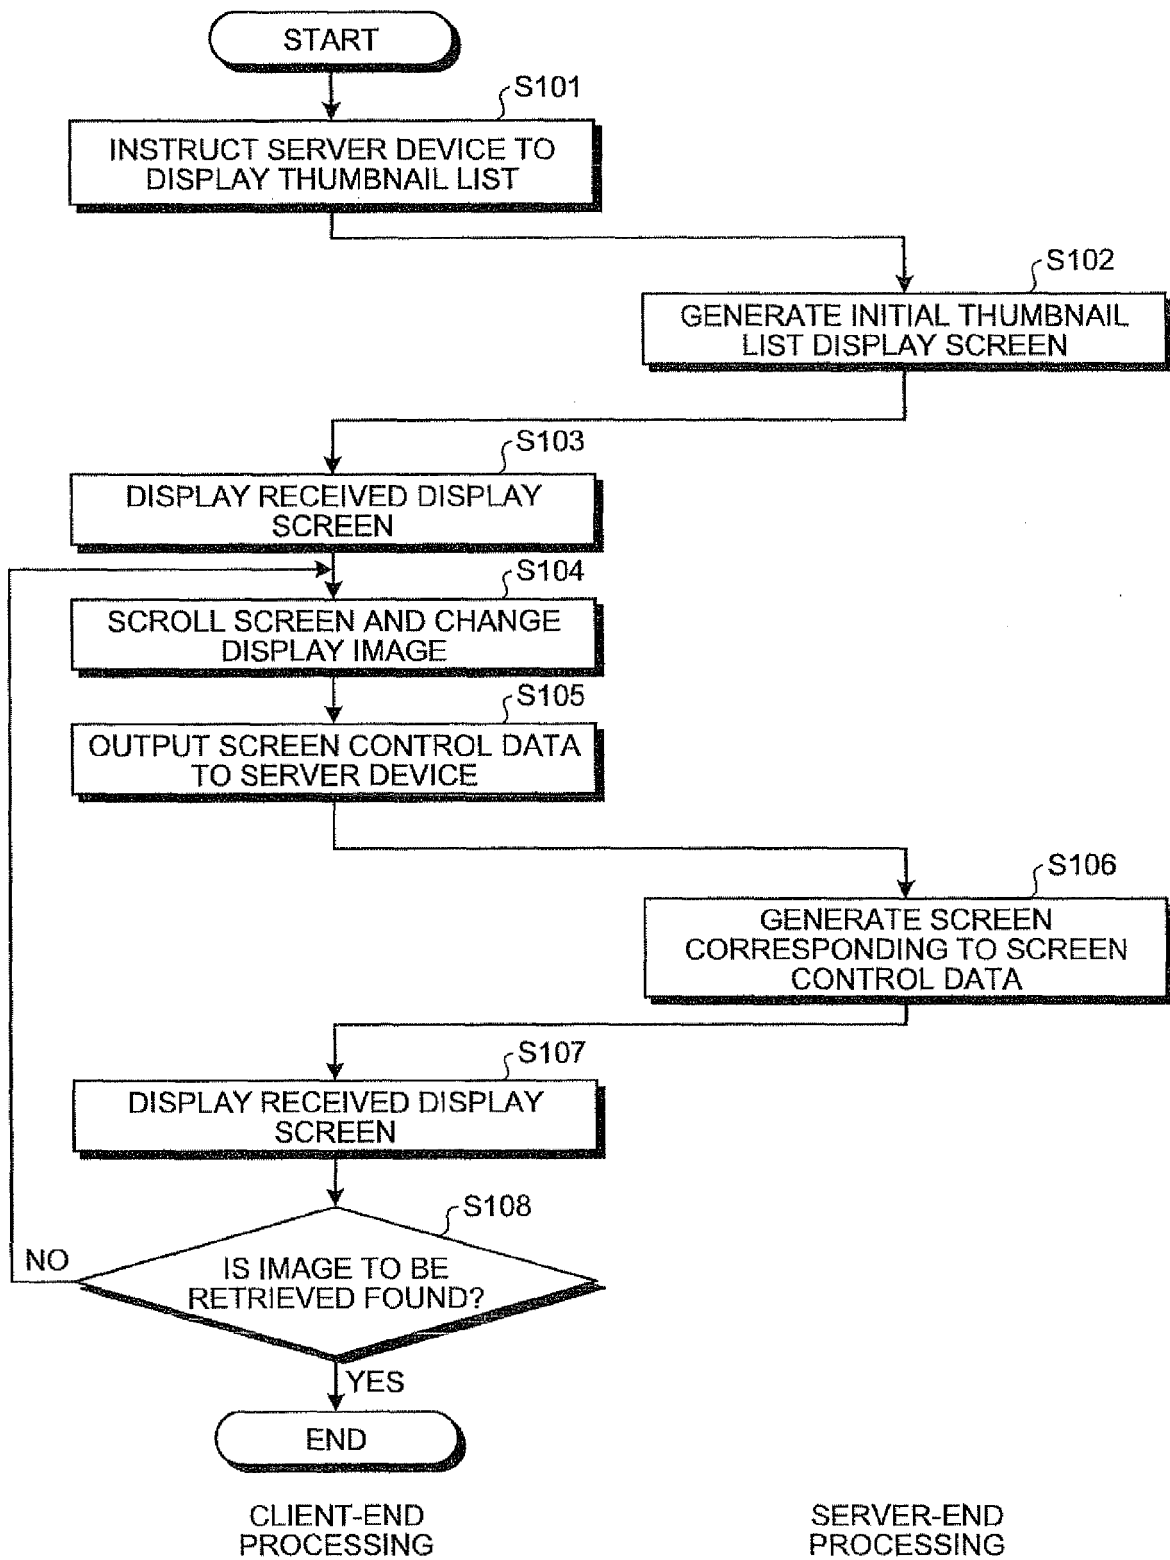 START
S101
INSTRUCT SERVER DEVICE TO
DISPLAY THUMBNAIL LIST
S102
GENERATE INITIAL THUMBNAIL
LIST DISPLAY SCREEN
S103
DISPLAY RECEIVED DISPLAY
SCREEN
S104
SCROLL SCREEN AND CHANGE
DISPLAY IMAGE
S105
OUTPUT SCREEN CONTROL DATA
TO SERVER DEVICE
S106
GENERATE SCREEN
CORRESPONDING TO SCREEN
CONTROL DATA
S107
DISPLAY RECEIVED DISPLAY
SCREEN
S108
NO
IS IMAGE TO BE
RETRIEVED FOUND?
YES
END
CLIENT-END
PROCESSING
SERVER-END
PROCESSING